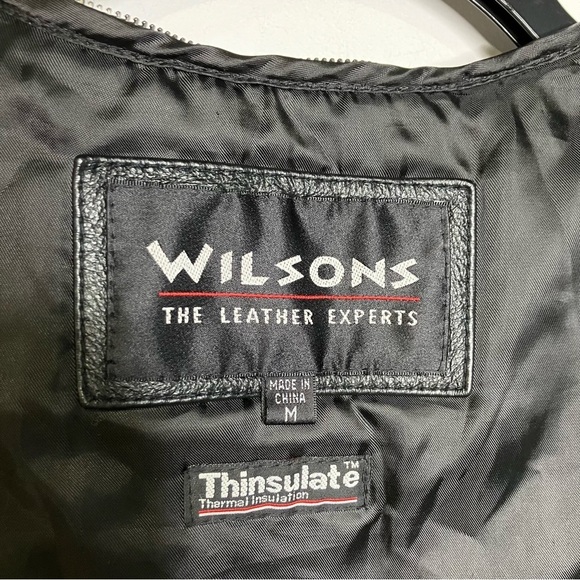 WILSONS
THE LEATHER EXPERTS
MADE IN
CHINA
M
Thinsulate™
Thermal Insulation